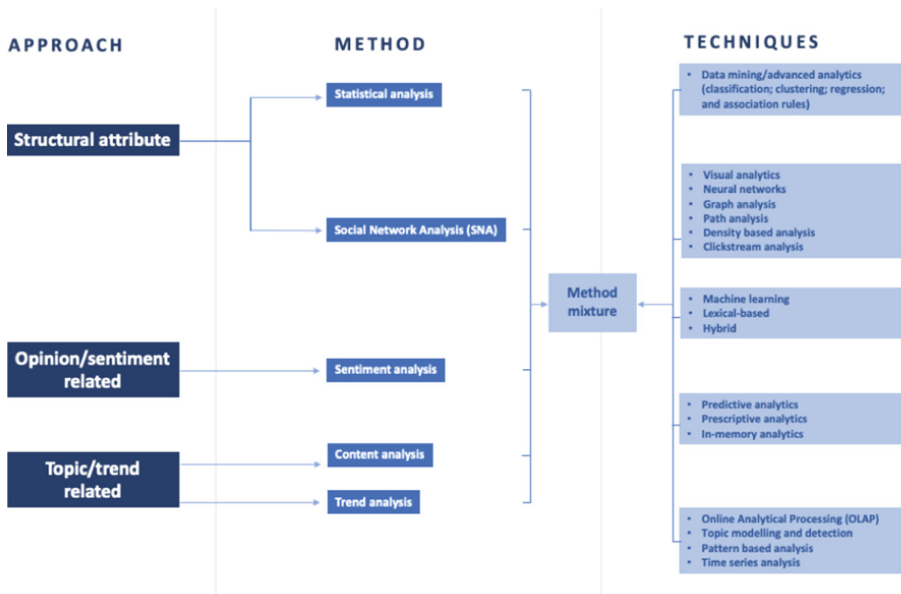 APPROACH
METHOD
TECHNIQUES
Structural attribute
Opinion/sentiment
related
Topic/trend
related
Statistical analysis
Social Network Analysis (SNA)
Sentiment analysis
Content analysis
Trend analysis
Method
mixture
• Data mining/advanced analytics
(classification; clustering; regression;
and association rules)
• Visual analytics
• Neural networks
• Graph analysis
• Path analysis
• Density based analysis
• Clickstream analysis
• Machine learning
• Lexical-based
• Hybrid
• Predictive analytics
• Prescriptive analytics
• In-memory analytics
• Online Analytical Processing (OLAP)
• Topic modelling and detection
• Pattern based analysis
• Time series analysis